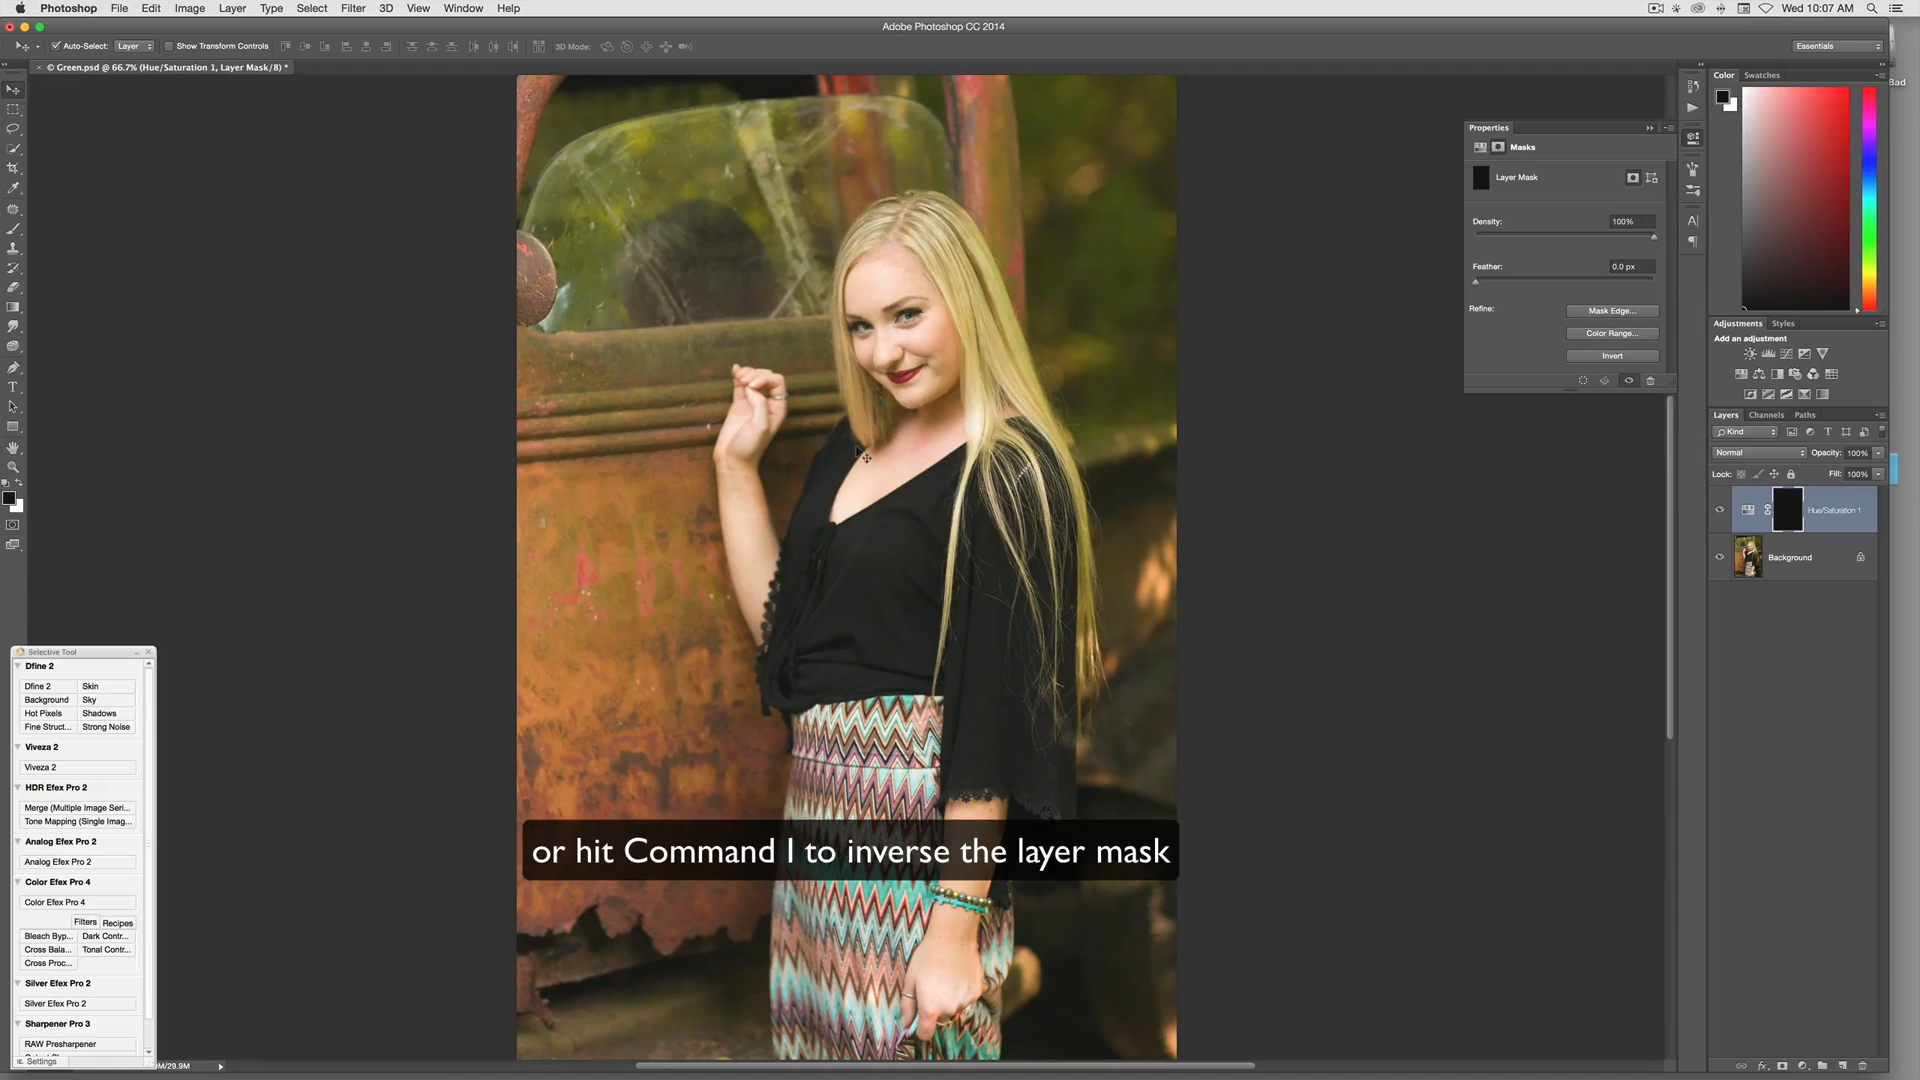 Photoshop File Edit Image Layer Type Select Filter 3D View Window Help
Wed 10:07 AM
Adobe Photoshop CC 2014
Auto-Select: Layer Show Transform Controls 3D Mode: Essentials
× © Green.psd @ 66.7% (Hue/Saturation 1, Layer Mask/8) *
Bad
Color Swatches
Properties
Masks
Layer Mask
Density: 100%
Feather: 0.0 px
Refine: Mask Edge...
Color Range...
Invert
Adjustments Styles
Add an adjustment
Layers Channels Paths
Kind
Normal Opacity: 100%
Lock: Fill: 100%
Hue/Saturation 1
Background
Selective Tool
Dfine 2
Dfine 2 Skin
Background Sky
Hot Pixels Shadows
Fine Struct... Strong Noise
Viveza 2
Viveza 2
HDR Efex Pro 2
Merge (Multiple Image Seri...
Tone Mapping (Single Imag...
Analog Efex Pro 2
Analog Efex Pro 2
Color Efex Pro 4
Color Efex Pro 4
Filters Recipes
Bleach Byp... Dark Contr...
Cross Bala... Tonal Contr...
Cross Proc...
Silver Efex Pro 2
Silver Efex Pro 2
Sharpener Pro 3
RAW Presharpener
Settings
M/29.9M
or hit Command I to inverse the layer mask